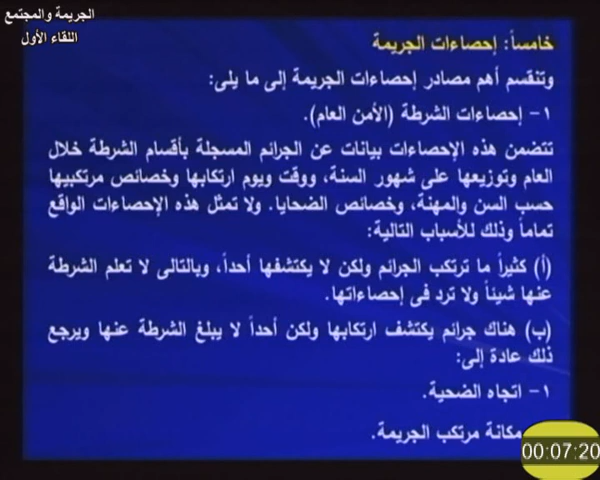 الجريمة والمجتمع
اللقاء الأول
خامساً: إحصاءات الجريمة
وتنقسم أهم مصادر إحصاءات الجريمة إلى ما يلى:
١- إحصاءات الشرطة (الأمن العام).
تتضمن هذه الإحصاءات بيانات عن الجرائم المسجلة بأقسام الشرطة خلال
العام وتوزيعها على شهور السنة، ووقت ويوم ارتكابها وخصائص مرتكبيها
حسب السن والمهنة، وخصائص الضحايا. ولا تمثل هذه الإحصاءات الواقع
تماماً وذلك للأسباب التالية:
(أ) كثيراً ما ترتكب الجرائم ولكن لا يكتشفها أحداً، وبالتالى لا تعلم الشرطة
عنها شيئاً ولا ترد فى إحصاءاتها.
(ب) هناك جرائم يكتشف ارتكابها ولكن أحداً لا يبلغ الشرطة عنها ويرجع
ذلك عادة إلى:
١- اتجاه الضحية.
مكانة مرتكب الجريمة.
00:07:20